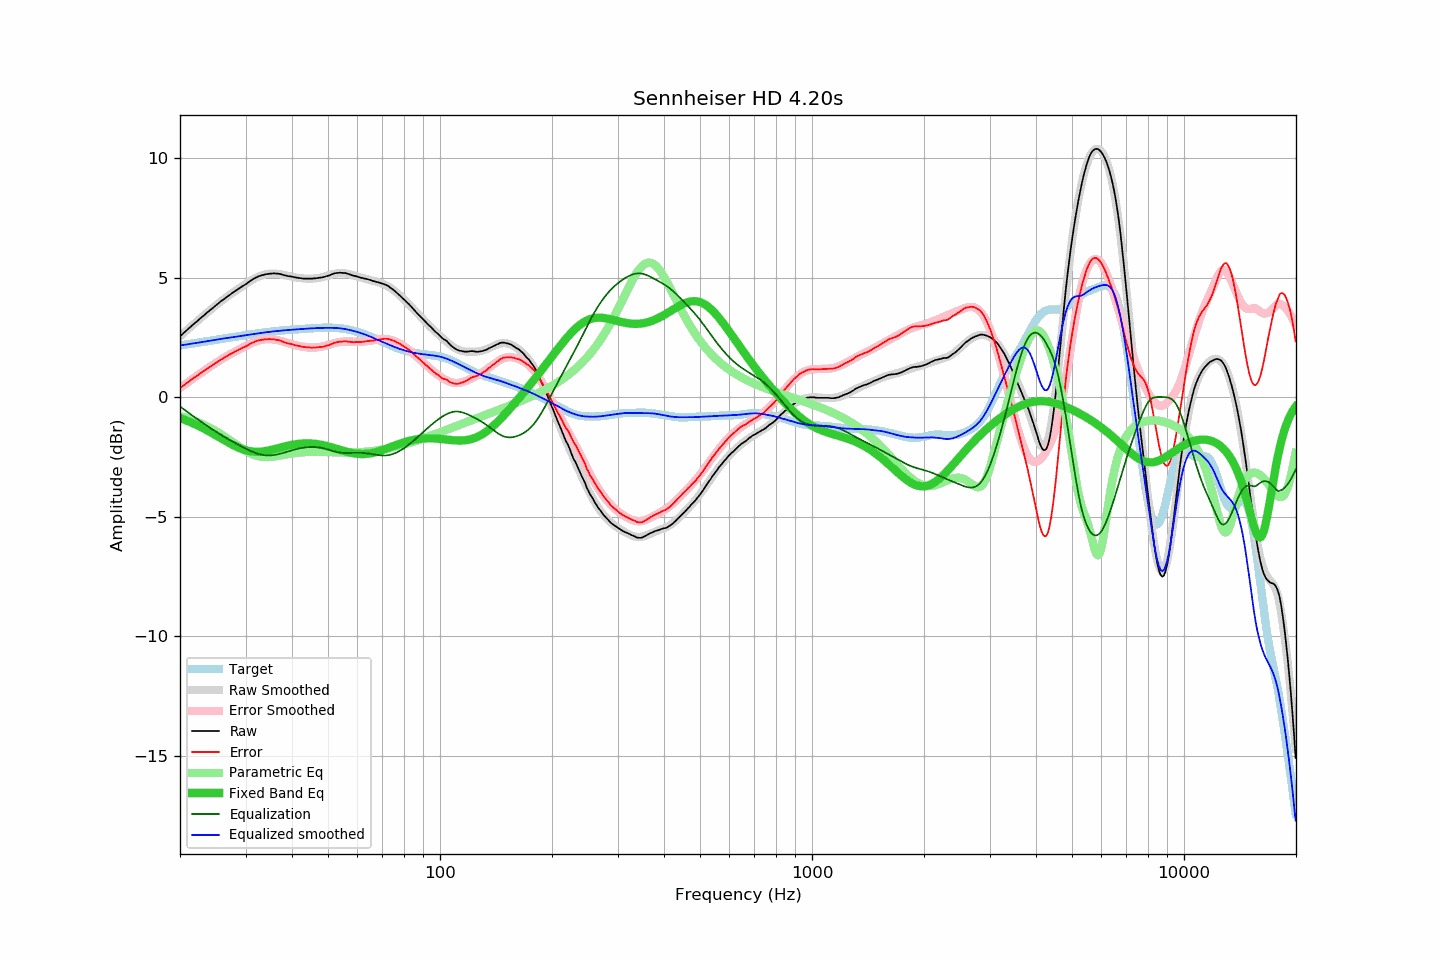 Sennheiser HD 4.20s
10
5
0
−5
−10
−15
Amplitude (dBr)
Target
Raw Smoothed
Error Smoothed
Raw
Error
Parametric Eq
Fixed Band Eq
Equalization
Equalized smoothed
100
1000
10000
Frequency (Hz)